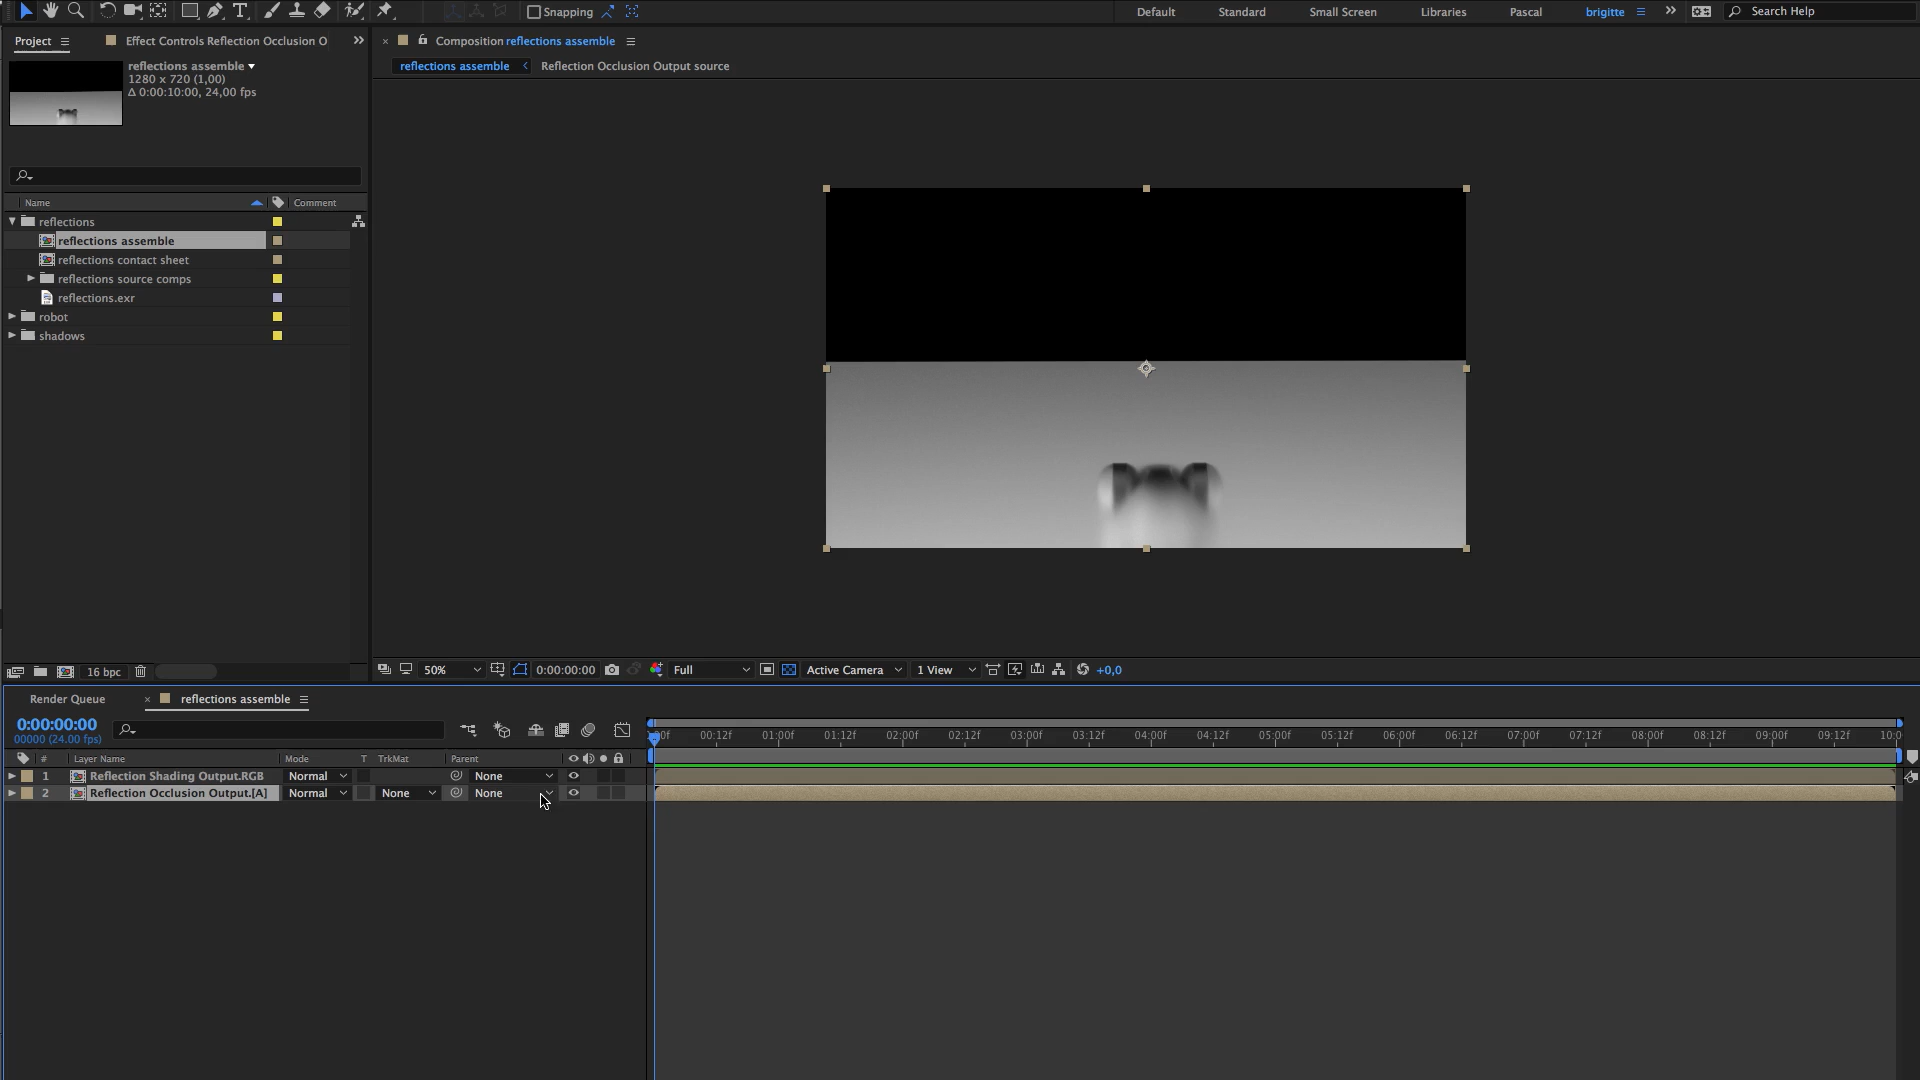 Snapping
Default
Standard
Small Screen
Libraries
Pascal
brigitte
Search Help
Project
Effect Controls Reflection Occlusion O
Composition reflections assemble
reflections assemble
Reflection Occlusion Output source
reflections assemble
1280 x 720 (1,00)
Δ 0:00:10:00, 24,00 fps
Name
Comment
reflections
reflections assemble
reflections contact sheet
reflections source comps
reflections.exr
robot
shadows
16 bpc
50%
0:00:00:00
Full
Active Camera
1 View
+0,0
Render Queue
reflections assemble
0:00:00:00
00000 (24.00 fps)
:00f 00:12f 01:00f 01:12f 02:00f 02:12f 03:00f 03:12f 04:00f 04:12f 05:00f 05:12f 06:00f 06:12f 07:00f 07:12f 08:00f 08:12f 09:00f 09:12f 10:0
# Layer Name Mode T TrkMat Parent
1 Reflection Shading Output.RGB Normal None
2 Reflection Occlusion Output.[A] Normal None None